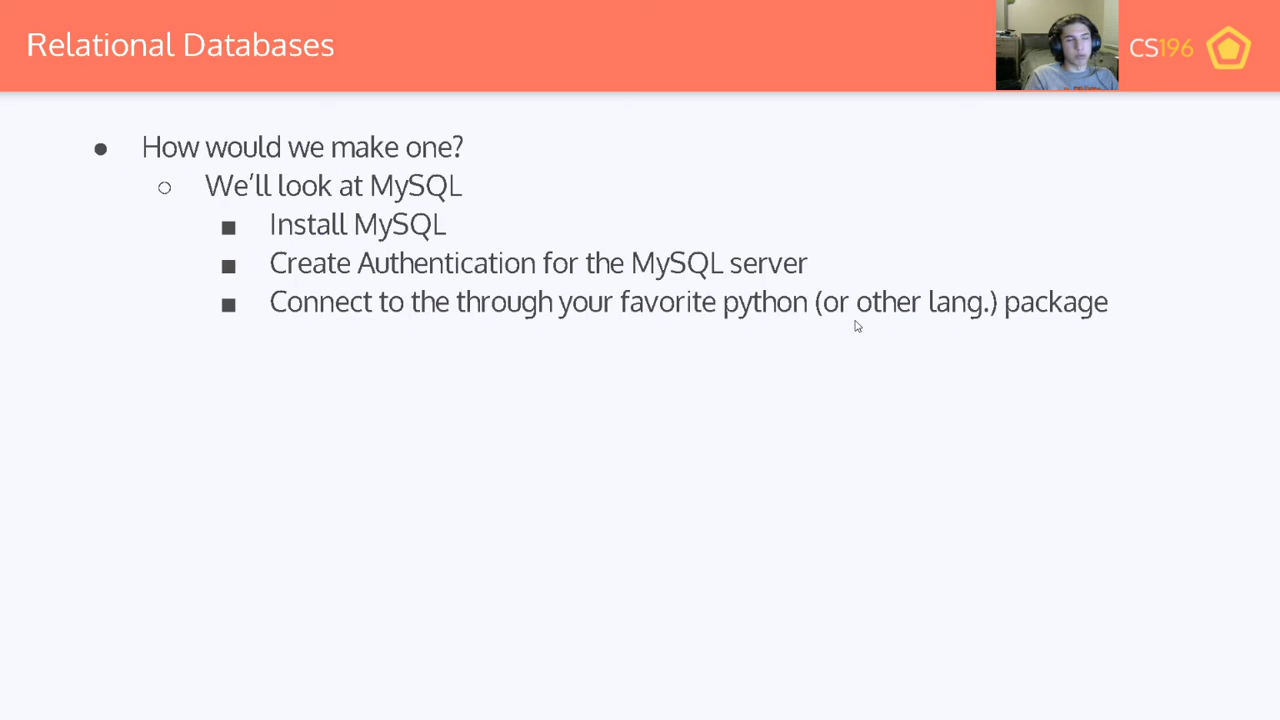 Relational Databases
CS196
● How would we make one?
○ We'll look at MySQL
■ Install MySQL
■ Create Authentication for the MySQL server
■ Connect to the through your favorite python (or other lang.) package